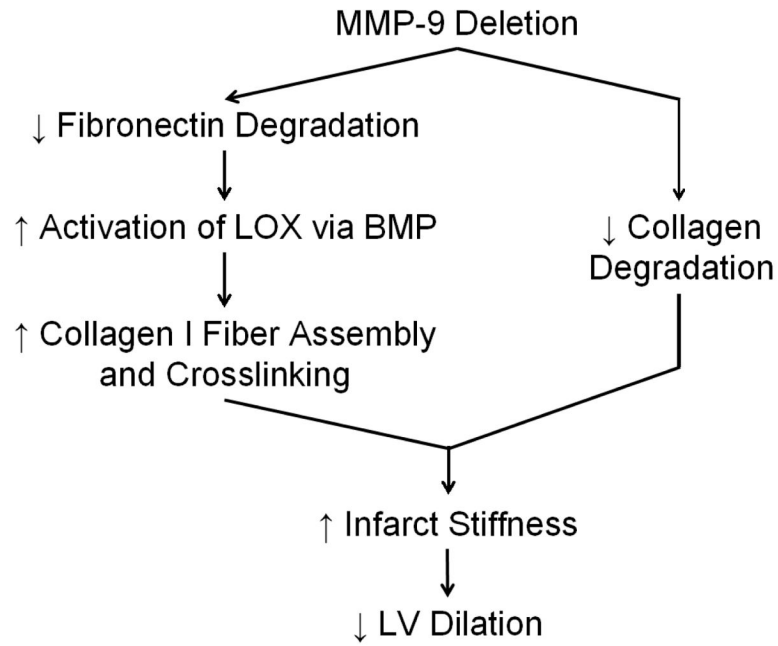 MMP-9 Deletion
↓ Fibronectin Degradation
↑ Activation of LOX via BMP
↑ Collagen I Fiber Assembly
and Crosslinking
↓ Collagen
Degradation
↑ Infarct Stiffness
↓ LV Dilation